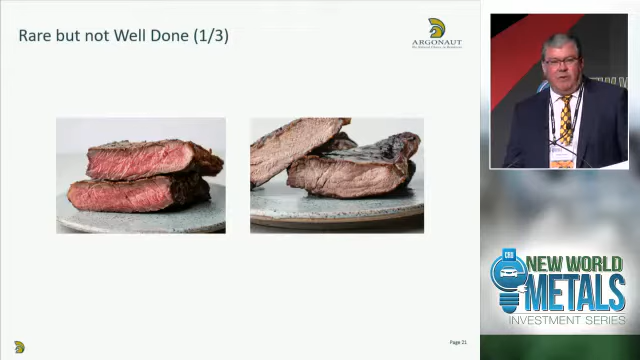 Rare but not Well Done (1/3)
ARGONAUT
Page 21
NEW WORLD
METALS
INVESTMENT SERIES